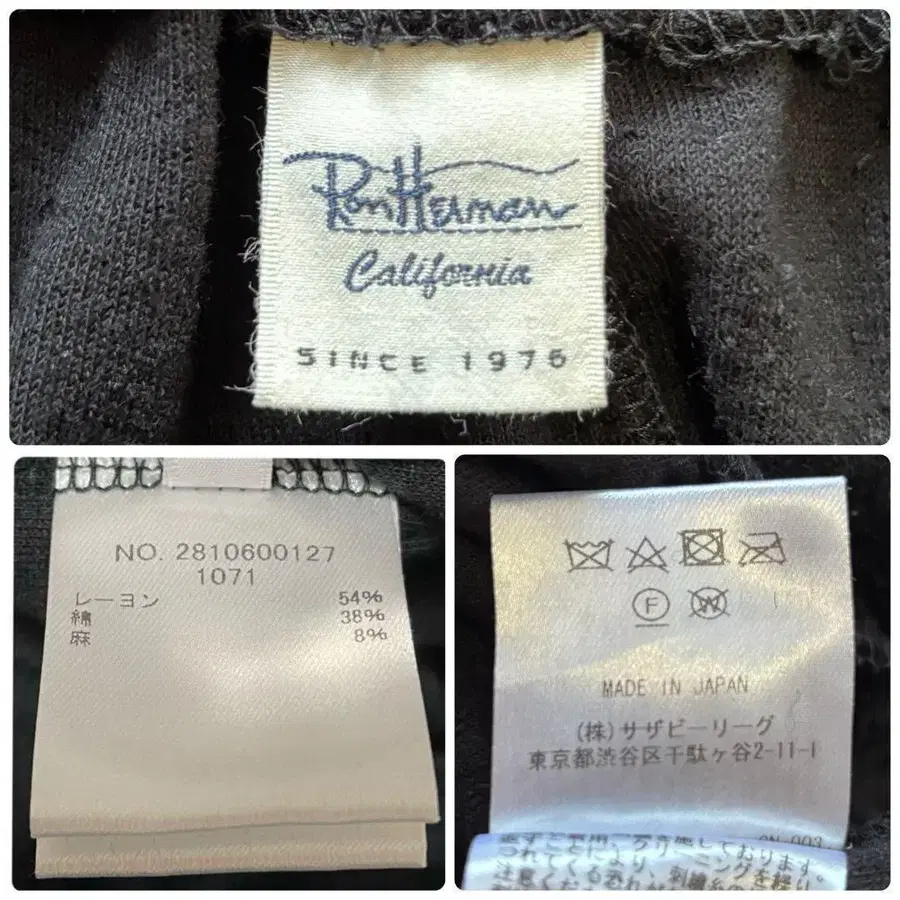 Ron Herman
California
SINCE 1976
NO. 2810600127
1071
レーヨン 54%
綿 38%
麻 8%
F W
MADE IN JAPAN
(株)サザビーリーグ
東京都渋谷区千駄ヶ谷2-11-1